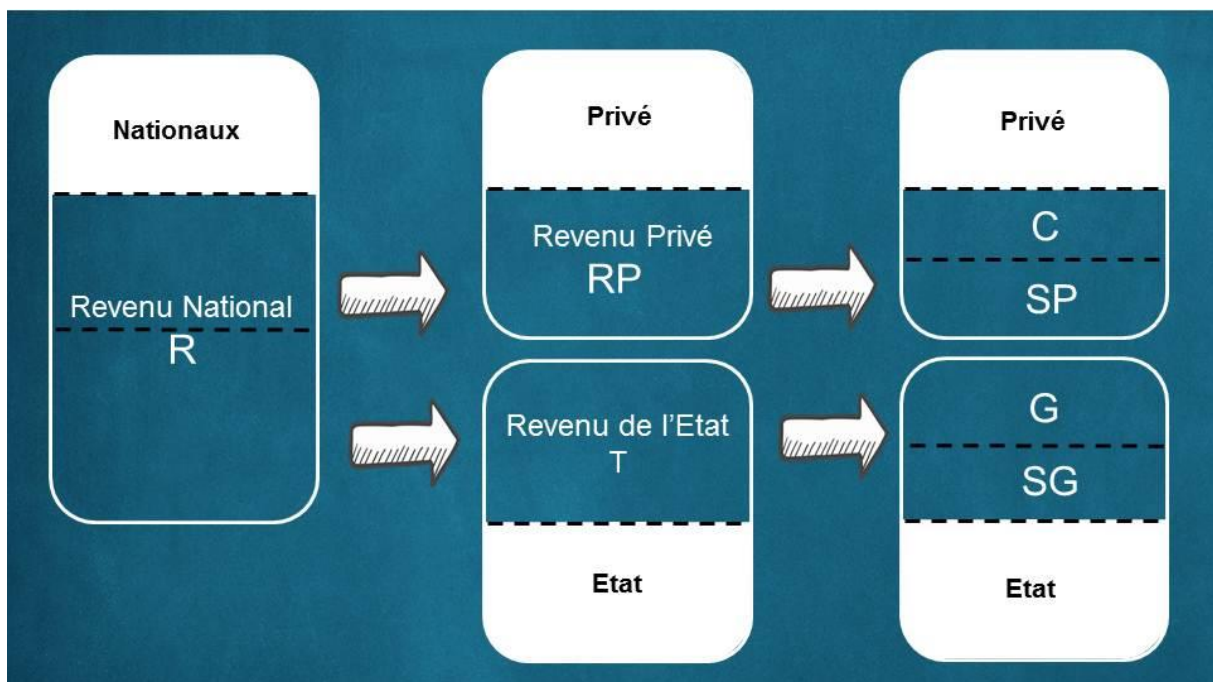 Nationaux
Revenu National
R
Privé
Revenu Privé
RP
Revenu de l'Etat
T
Etat
Privé
C
SP
G
SG
Etat